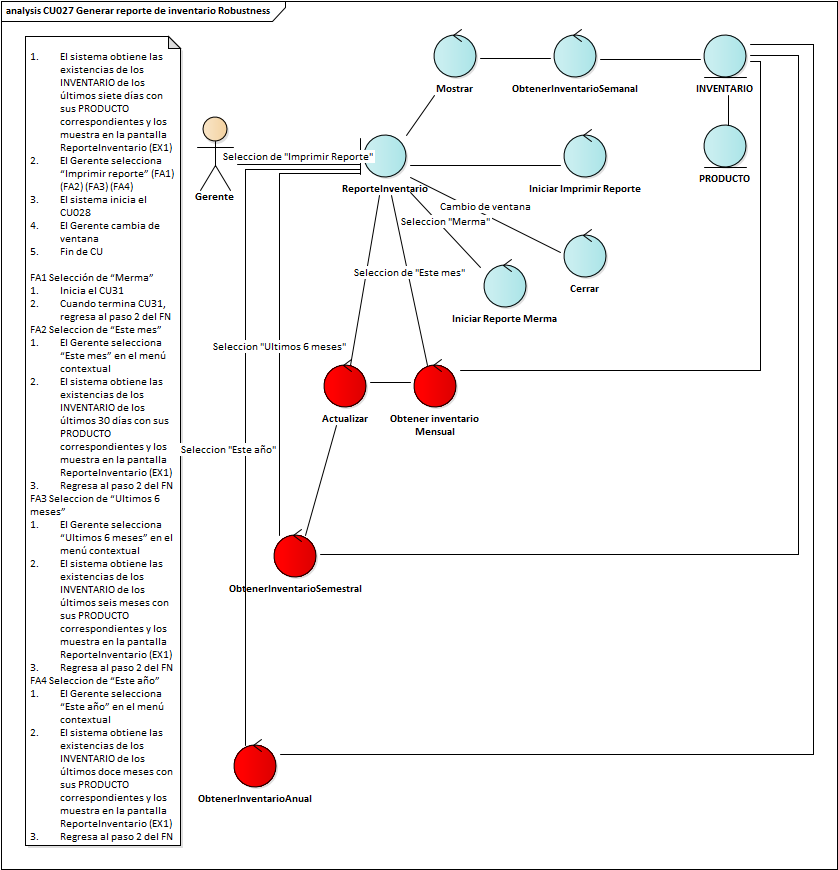 analysis CU027 Generar reporte de inventario Robustness
1. El sistema obtiene las
existencias de los
INVENTARIO de los
últimos siete días con
sus PRODUCTO
correspondientes y los
muestra en la pantalla
ReporteInventario (EX1)
2. El Gerente selecciona
“Imprimir reporte” (FA1)
(FA2) (FA3) (FA4)
3. El sistema inicia el
CU028
4. El Gerente cambia de
ventana
5. Fin de CU
FA1 Selección de “Merma”
1. Inicia el CU31
2. Cuando termina CU31,
regresa al paso 2 del FN
FA2 Seleccion de “Este mes”
1. El Gerente selecciona
“Este mes” en el menú
contextual
2. El sistema obtiene las
existencias de los
INVENTARIO de los
últimos 30 días con sus
PRODUCTO
correspondientes y los
muestra en la pantalla
ReporteInventario (EX1)
3. Regresa al paso 2 del FN
FA3 Seleccion de “Ultimos 6
meses”
1. El Gerente selecciona
“Ultimos 6 meses” en el
menú contextual
2. El sistema obtiene las
existencias de los
INVENTARIO de los
últimos seis meses con
sus PRODUCTO
correspondientes y los
muestra en la pantalla
ReporteInventario (EX1)
3. Regresa al paso 2 del FN
FA4 Seleccion de “Este año”
1. El Gerente selecciona
“Este año” en el menú
contextual
2. El sistema obtiene las
existencias de los
INVENTARIO de los
últimos doce meses con
sus PRODUCTO
correspondientes y los
muestra en la pantalla
ReporteInventario (EX1)
3. Regresa al paso 2 del FN
Mostrar
ObtenerInventarioSemanal
INVENTARIO
Seleccion de "Imprimir Reporte"
Gerente
ReporteInventario
Iniciar Imprimir Reporte
PRODUCTO
Cambio de ventana
Seleccion "Merma"
Seleccion de "Este mes"
Cerrar
Iniciar Reporte Merma
Seleccion "Ultimos 6 meses"
Actualizar
Obtener inventario
Mensual
Seleccion "Este año"
ObtenerInventarioSemestral
ObtenerInventarioAnual